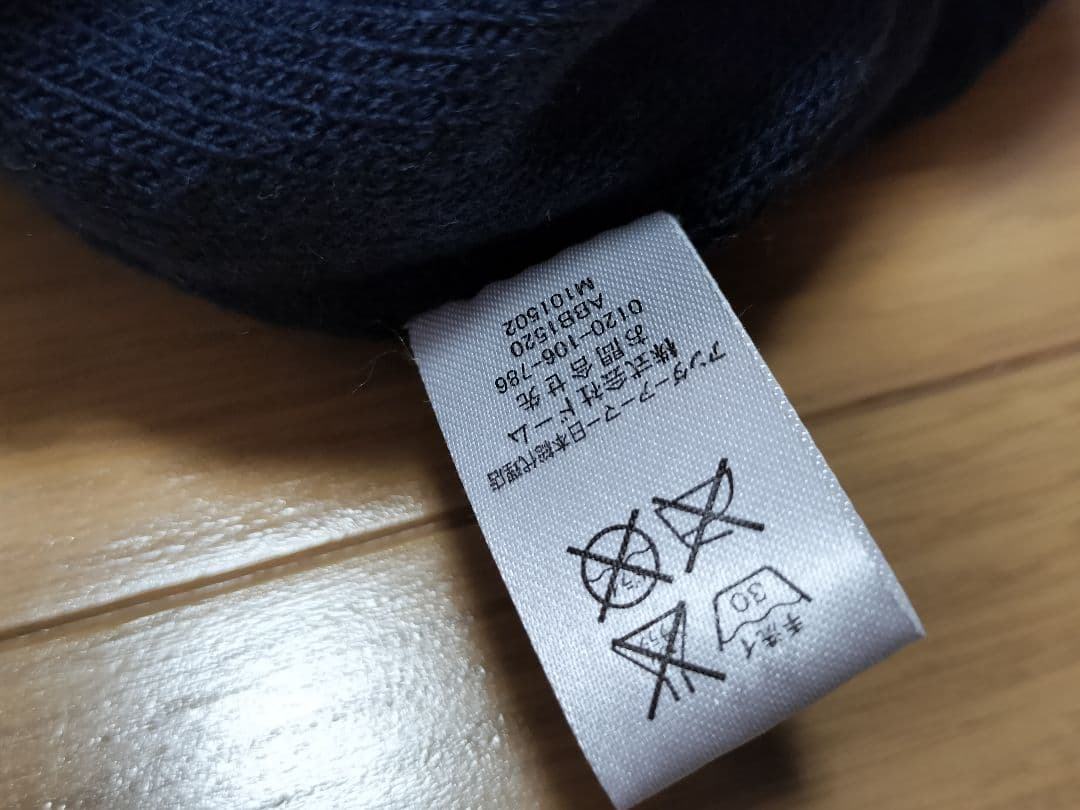 手洗イ
30
アンダーアーマー日本総代理店
株式会社ドーム
お問合せ先
0120-106-786
ABB1520
M101502